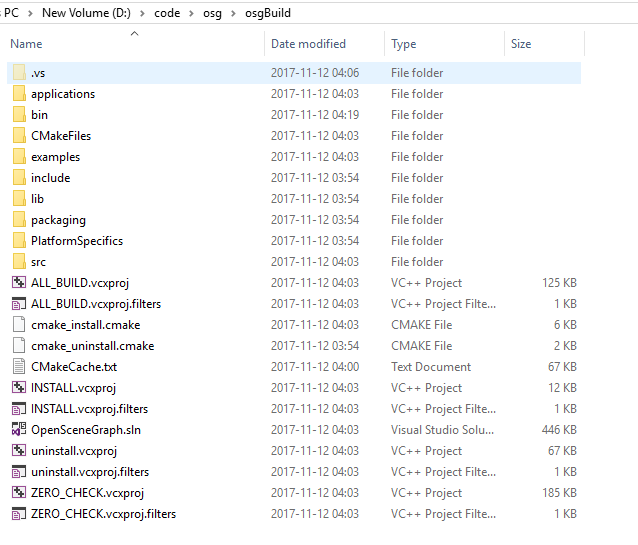 s PC > New Volume (D:) > code > osg > osgBuild
Name Date modified Type Size
.vs 2017-11-12 04:06 File folder
applications 2017-11-12 04:03 File folder
bin 2017-11-12 04:19 File folder
CMakeFiles 2017-11-12 04:03 File folder
examples 2017-11-12 04:03 File folder
include 2017-11-12 03:54 File folder
lib 2017-11-12 03:54 File folder
packaging 2017-11-12 03:54 File folder
PlatformSpecifics 2017-11-12 03:54 File folder
src 2017-11-12 04:03 File folder
ALL_BUILD.vcxproj 2017-11-12 04:03 VC++ Project 125 KB
ALL_BUILD.vcxproj.filters 2017-11-12 04:03 VC++ Project Filte... 1 KB
cmake_install.cmake 2017-11-12 04:03 CMAKE File 6 KB
cmake_uninstall.cmake 2017-11-12 03:54 CMAKE File 2 KB
CMakeCache.txt 2017-11-12 04:00 Text Document 67 KB
INSTALL.vcxproj 2017-11-12 04:03 VC++ Project 12 KB
INSTALL.vcxproj.filters 2017-11-12 04:03 VC++ Project Filte... 1 KB
OpenSceneGraph.sln 2017-11-12 04:03 Visual Studio Solu... 446 KB
uninstall.vcxproj 2017-11-12 04:03 VC++ Project 67 KB
uninstall.vcxproj.filters 2017-11-12 04:03 VC++ Project Filte... 1 KB
ZERO_CHECK.vcxproj 2017-11-12 04:03 VC++ Project 185 KB
ZERO_CHECK.vcxproj.filters 2017-11-12 04:03 VC++ Project Filte... 1 KB